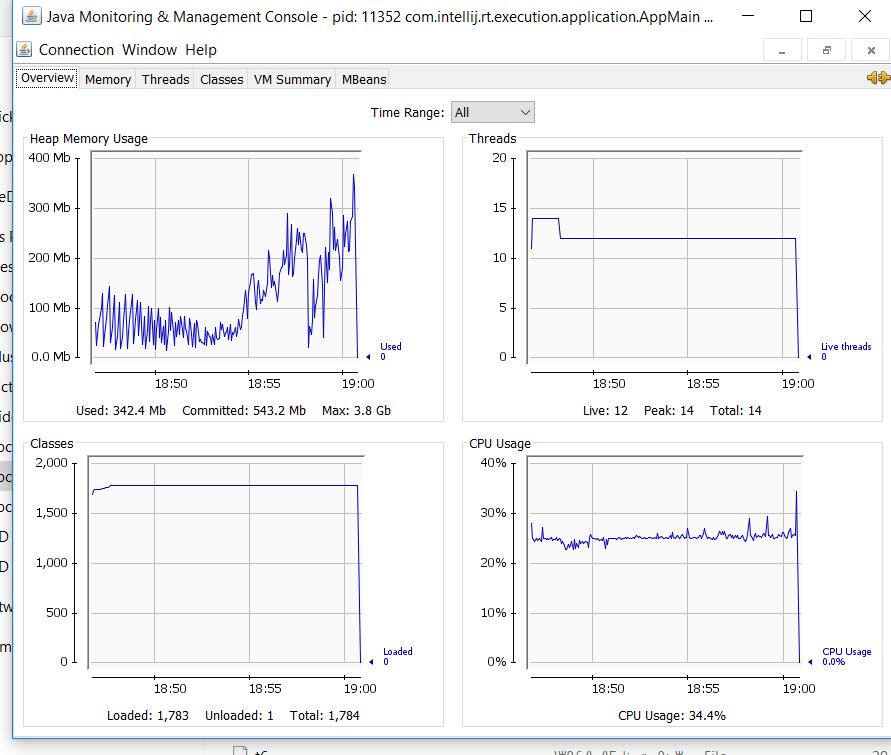 Java Monitoring & Management Console - pid: 11352 com.intellij.rt.execution.application.AppMain ...
Connection Window Help
Overview Memory Threads Classes VM Summary MBeans
Time Range: All
Heap Memory Usage
400 Mb
300 Mb
200 Mb
100 Mb
0.0 Mb
Used
0
18:50 18:55 19:00
Used: 342.4 Mb Committed: 543.2 Mb Max: 3.8 Gb
Threads
20
15
10
5
0
Live threads
0
18:50 18:55 19:00
Live: 12 Peak: 14 Total: 14
Classes
2,000
1,500
1,000
500
0
Loaded
0
18:50 18:55 19:00
Loaded: 1,783 Unloaded: 1 Total: 1,784
CPU Usage
40%
30%
20%
10%
0%
CPU Usage
0.0%
18:50 18:55 19:00
CPU Usage: 34.4%